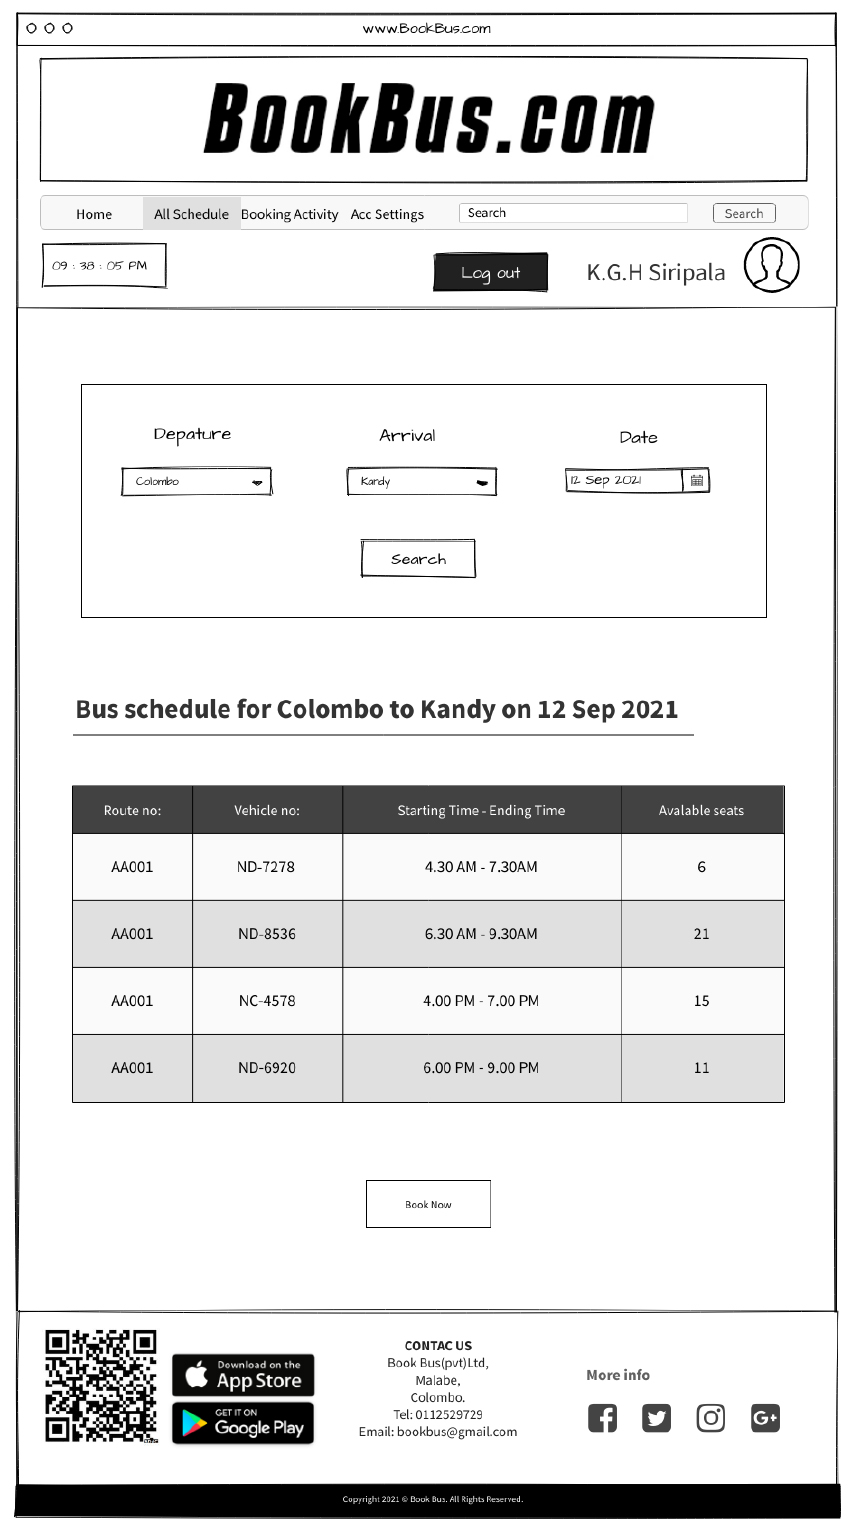 www.BookBus.com
BookBus.com
Home All Schedule Booking Activity Acc Settings Search Search
09 : 38 : 05 PM
Log out
K.G.H Siripala
Depature Arrival Date
Colombo Kandy 12 Sep 2021
Search
Bus schedule for Colombo to Kandy on 12 Sep 2021
Route no: Vehicle no: Starting Time - Ending Time Avalable seats
AA001 ND-7278 4.30 AM - 7.30AM 6
AA001 ND-8536 6.30 AM - 9.30AM 21
AA001 NC-4578 4.00 PM - 7.00 PM 15
AA001 ND-6920 6.00 PM - 9.00 PM 11
Book Now
Download on the
App Store
GET IT ON
Google Play
CONTAC US
Book Bus(pvt)Ltd,
Malabe,
Colombo.
Tel: 0112529729
Email: bookbus@gmail.com
More info
Copyright 2021 © Book Bus. All Rights Reserved.